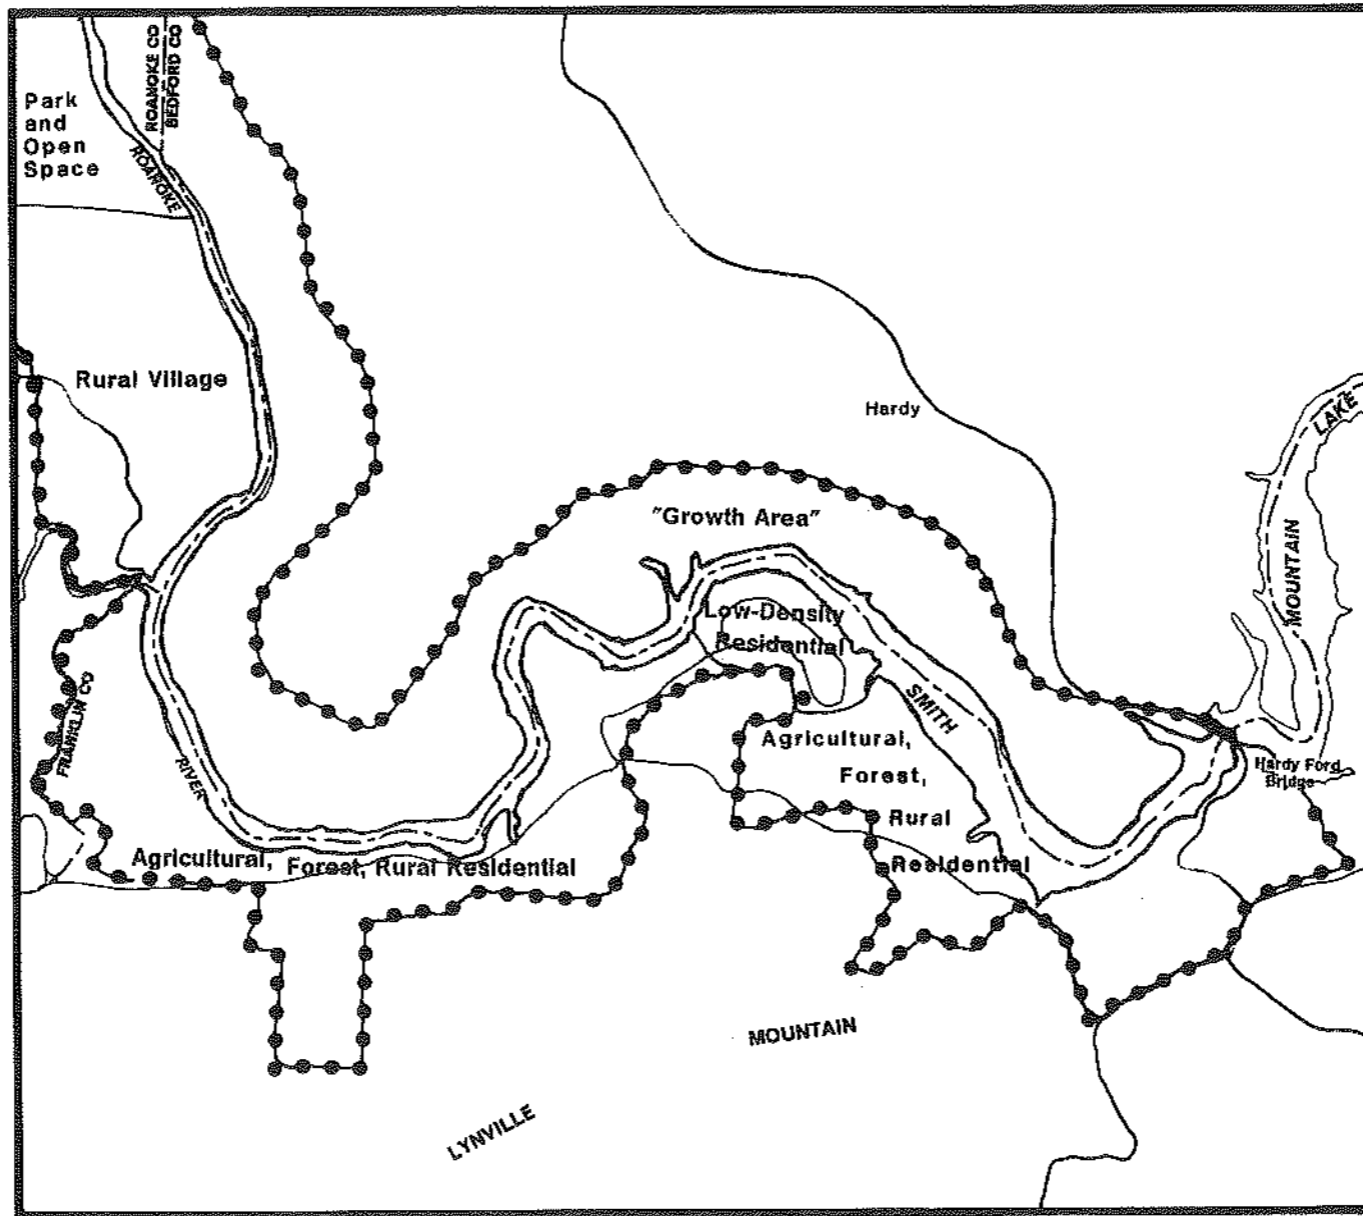 ROANOKE CO
BEDFORD CO
Park
and
Open
Space
ROANOKE
Rural Village
Hardy
LAKE
MOUNTAIN
"Growth Area"
Low-Density
Residential
SMITH
FRANKLIN CO
RIVER
Agricultural,
Forest,
Rural
Residential
Hardy Ford
Bridge
Agricultural, Forest, Rural Residential
MOUNTAIN
LYNVILLE